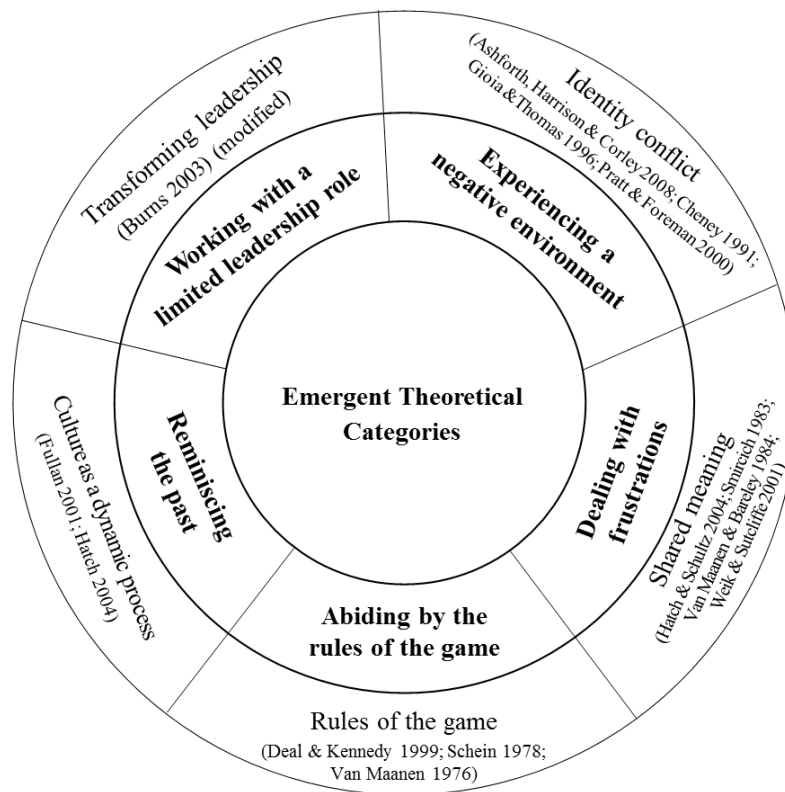 Transforming leadership
(Burns 2003) (modified)
Working with a
limited leadership role
Identity conflict
(Ashforth, Harrison & Corley 2008; Cheney 1991;
Gioia & Thomas 1996; Pratt & Foreman 2000)
Experiencing a
negative environment
Emergent Theoretical
Categories
Dealing with
frustrations
Shared meaning
(Hatch & Schultz 2004; Smircich 1983;
Van Maanen & Bareley 1984;
Weik & Sutcliffe 2001)
Abiding by the
rules of the game
Rules of the game
(Deal & Kennedy 1999; Schein 1978;
Van Maanen 1976)
Reminiscing
the past
Culture as a dynamic process
(Fullan 2001; Hatch 2004)